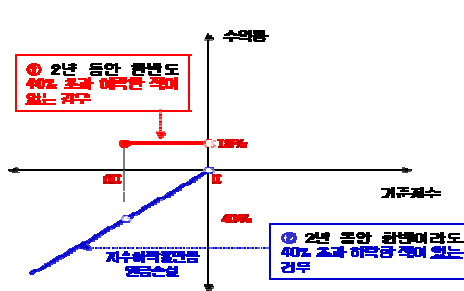 수익률
① 2년 동안 한번도
40% 초과 하락한 적이
없는 경우
기준지수
40%
지수하락률만큼
원금손실
② 2년 동안 한번이라도
40% 초과 하락한 적이 있는
경우